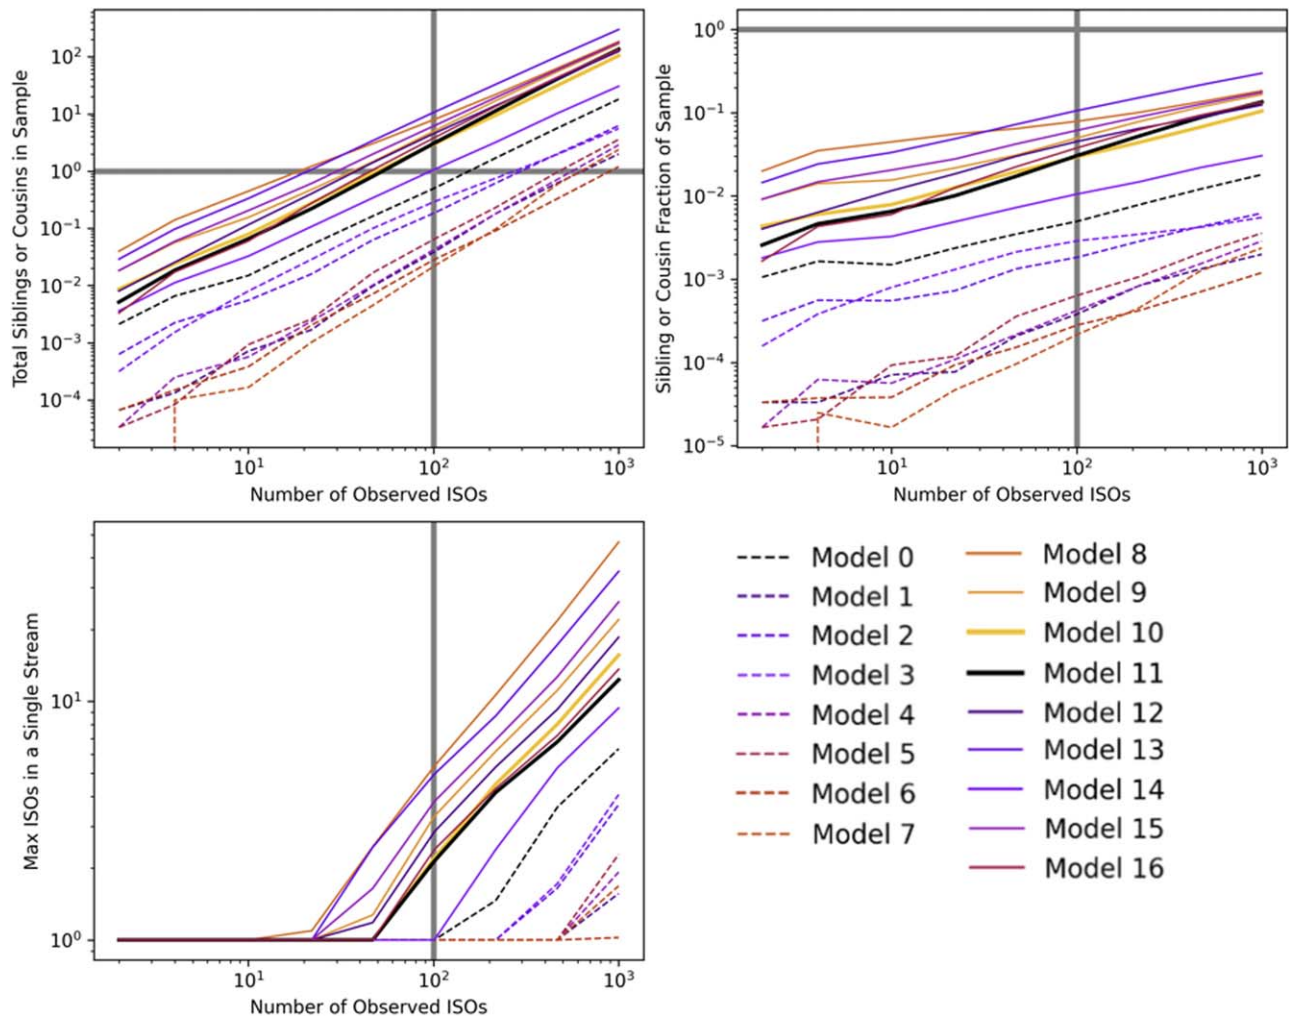 Total Siblings or Cousins in Sample
10²
10¹
10⁰
10⁻¹
10⁻²
10⁻³
10⁻⁴
10¹ 10² 10³
Number of Observed ISOs
Sibling or Cousin Fraction of Sample
10⁰
10⁻¹
10⁻²
10⁻³
10⁻⁴
10⁻⁵
10¹ 10² 10³
Number of Observed ISOs
Max ISOs in a Single Stream
10¹
10⁰
10¹ 10² 10³
Number of Observed ISOs
Model 0
Model 1
Model 2
Model 3
Model 4
Model 5
Model 6
Model 7
Model 8
Model 9
Model 10
Model 11
Model 12
Model 13
Model 14
Model 15
Model 16